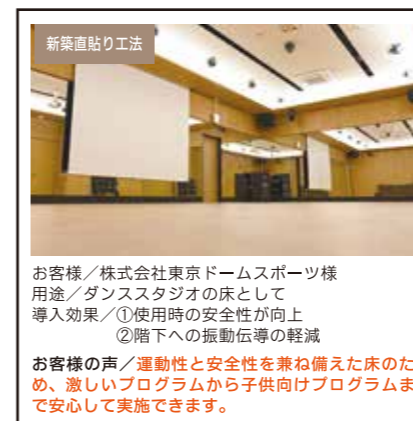 新築直貼り工法
お客様／株式会社東京ドームスポーツ様
用途／ダンススタジオの床として
導入効果／①使用時の安全性が向上
②階下への振動伝導の軽減
お客様の声／運動性と安全性を兼ね備えた床のた
め、激しいプログラムから子供向けプログラムま
で安心して実施できます。